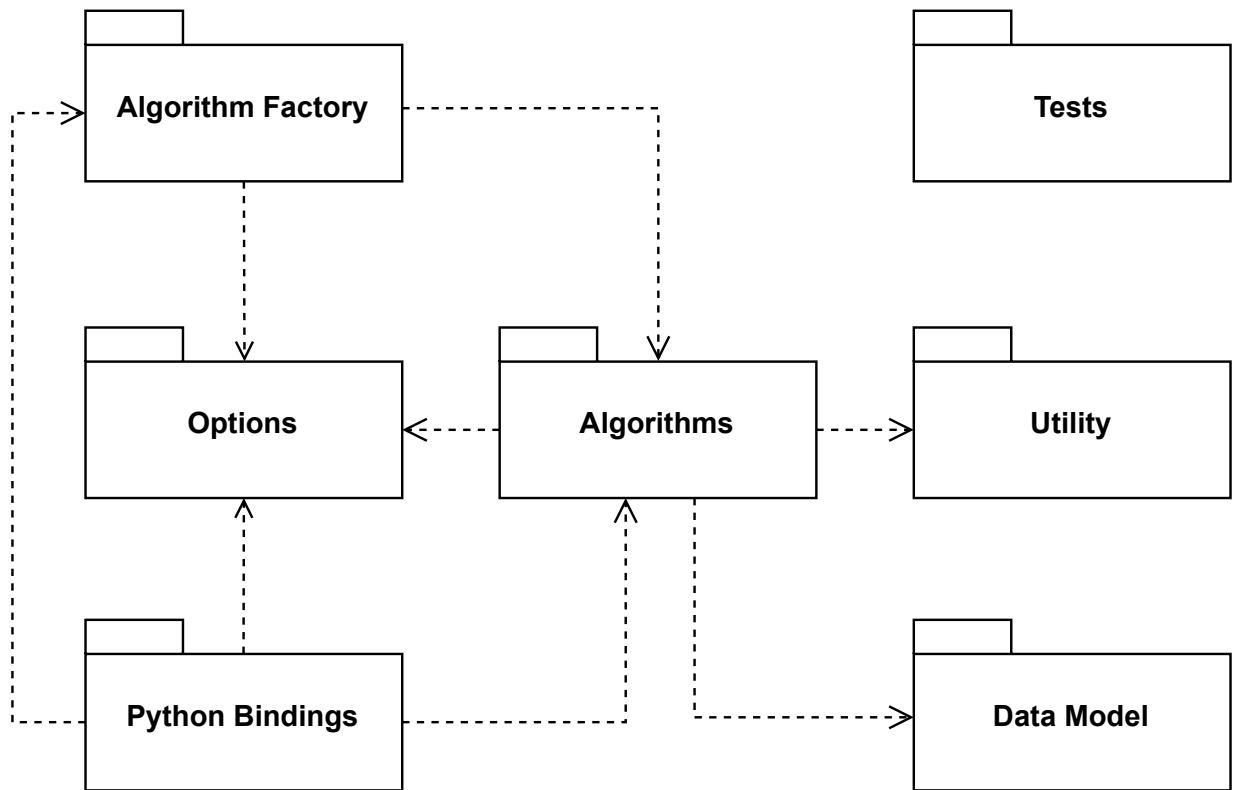 Algorithm Factory
Tests
Options
Algorithms
Utility
Python Bindings
Data Model